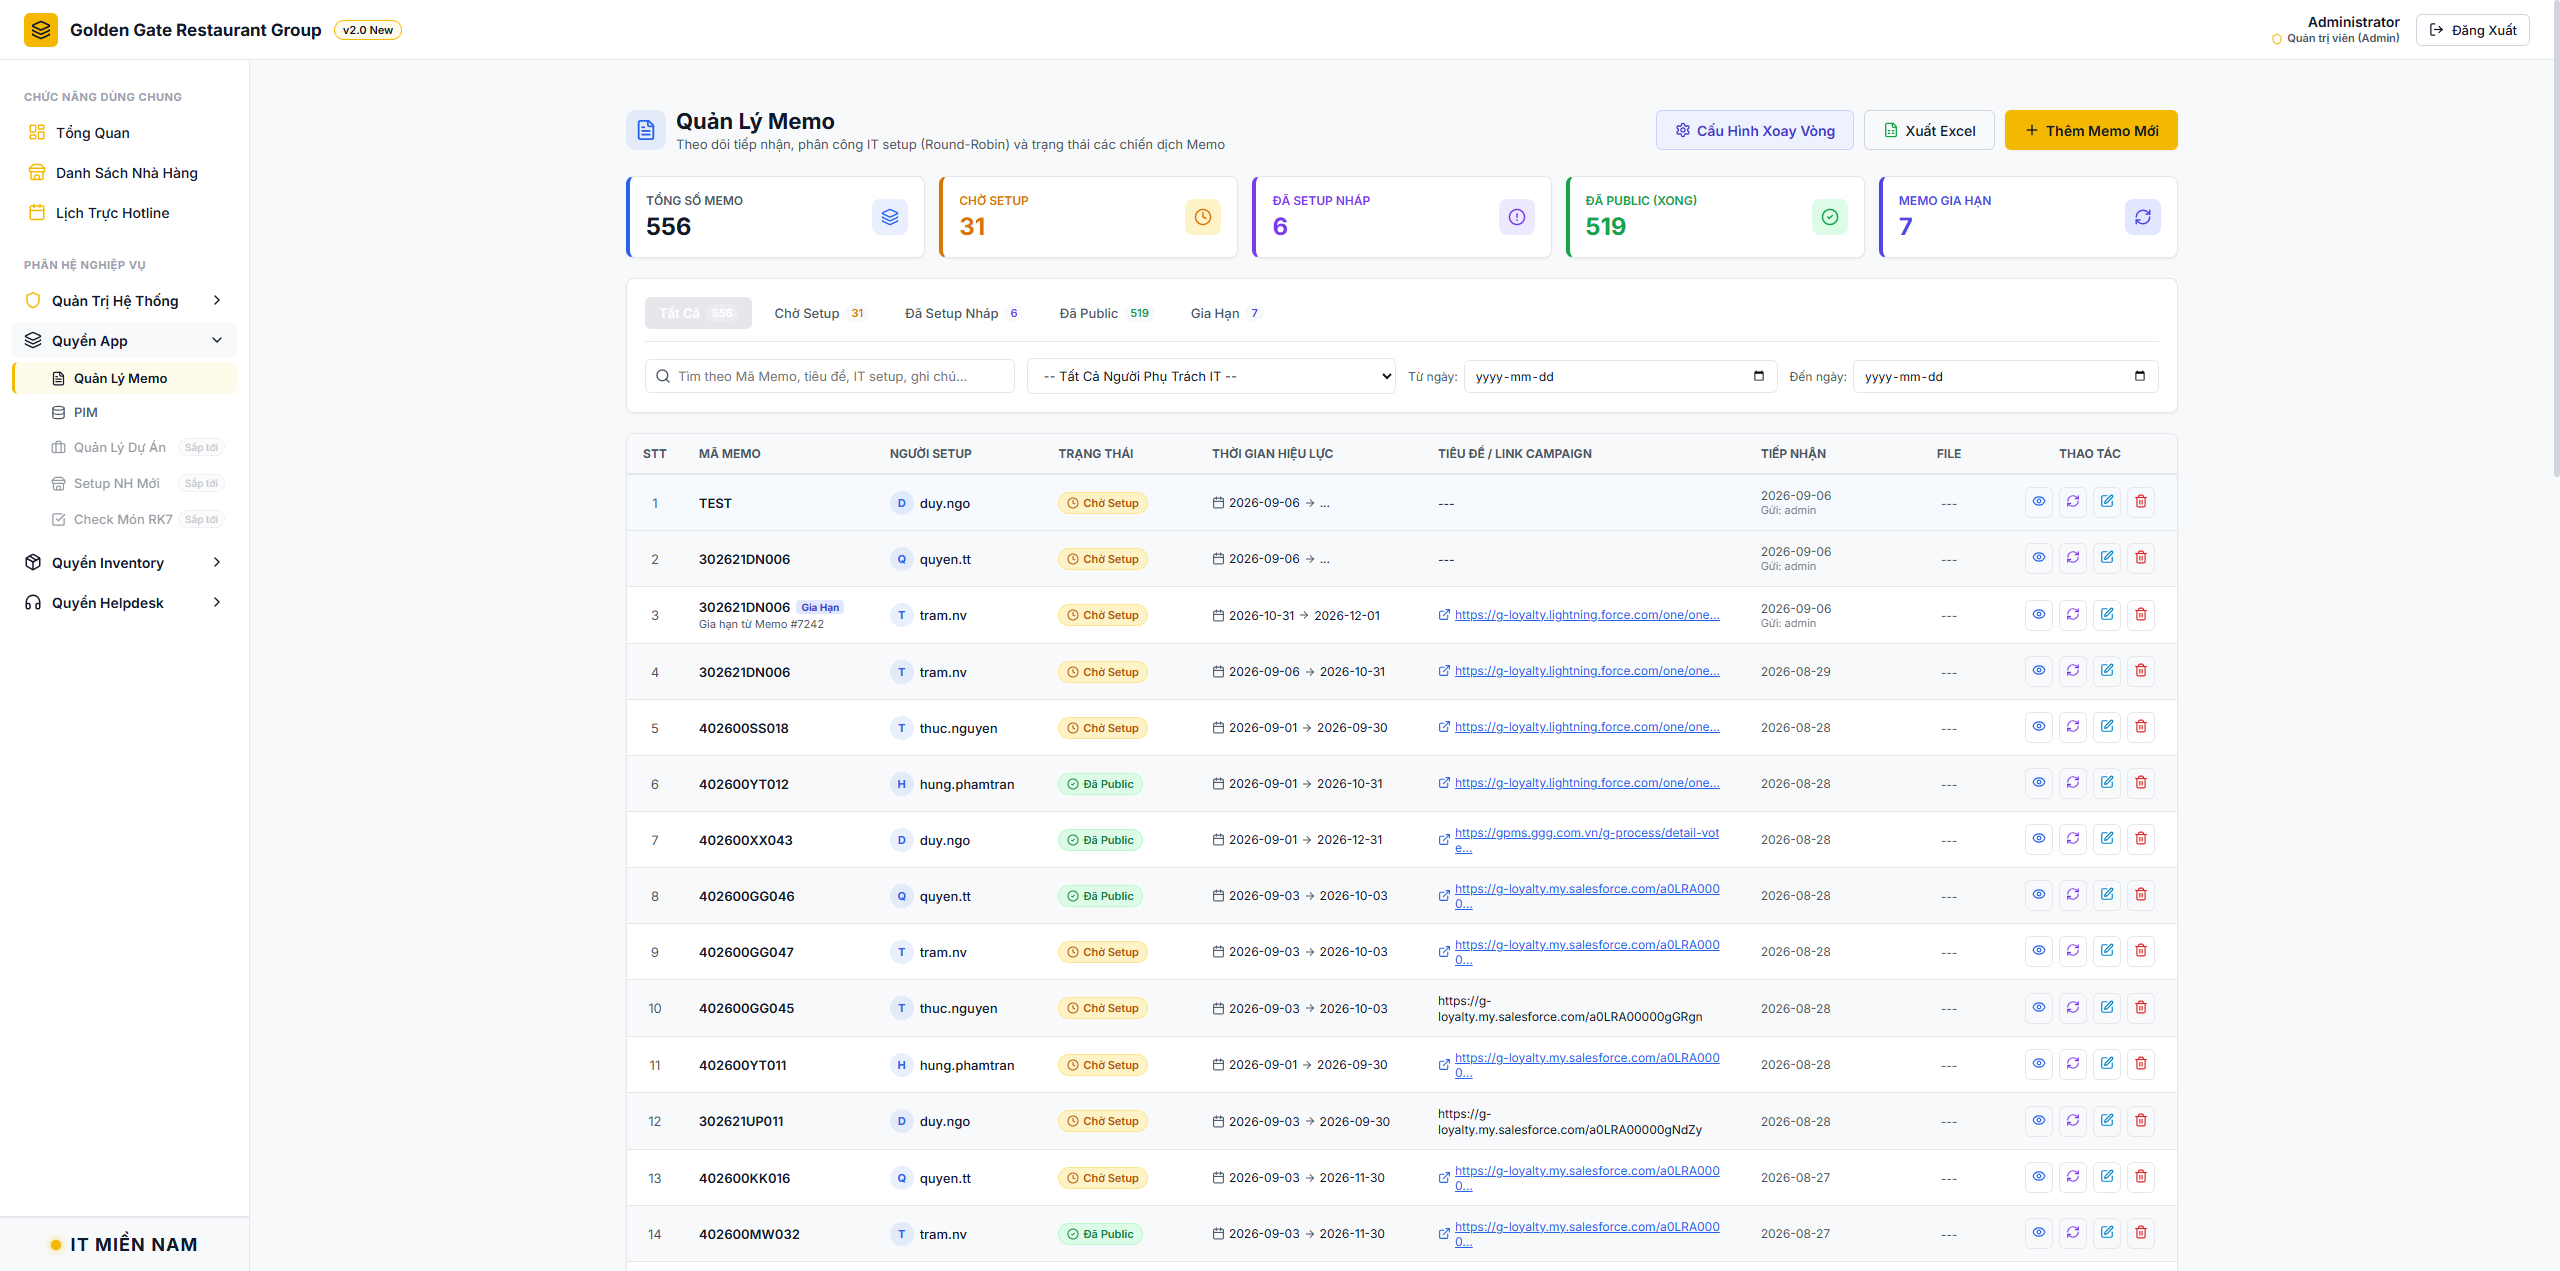 Golden Gate Restaurant Group v2.0 New
Administrator
Quản trị viên (Admin)
Đăng Xuất
CHỨC NĂNG DÙNG CHUNG
Tổng Quan
Danh Sách Nhà Hàng
Lịch Trực Hotline
PHÂN HỆ NGHIỆP VỤ
Quản Trị Hệ Thống
Quyền App
Quản Lý Memo
PIM
Quản Lý Dự Án Sắp tới
Setup NH Mới Sắp tới
Check Món RK7 Sắp tới
Quyền Inventory
Quyền Helpdesk
IT MIỀN NAM
Quản Lý Memo
Theo dõi tiếp nhận, phân công IT setup (Round-Robin) và trạng thái các chiến dịch Memo
Cấu Hình Xoay Vòng
Xuất Excel
Thêm Memo Mới
TỔNG SỐ MEMO
556
CHỜ SETUP
31
ĐÃ SETUP NHÁP
6
ĐÃ PUBLIC (XONG)
519
MEMO GIA HẠN
7
Tất Cả 556 Chờ Setup 31 Đã Setup Nháp 6 Đã Public 519 Gia Hạn 7
Tìm theo Mã Memo, tiêu đề, IT setup, ghi chú... -- Tất Cả Người Phụ Trách IT -- Từ ngày: yyyy-mm-dd Đến ngày: yyyy-mm-dd
STT MÃ MEMO NGƯỜI SETUP TRẠNG THÁI THỜI GIAN HIỆU LỰC TIÊU ĐỀ / LINK CAMPAIGN TIẾP NHẬN FILE THAO TÁC
1 TEST D duy.ngo Chờ Setup 2026-09-06 → ... --- 2026-09-06 ---
Gửi: admin
2 302621DN006 Q quyen.tt Chờ Setup 2026-09-06 → ... --- 2026-09-06 ---
Gửi: admin
3 302621DN006 Gia Hạn T tram.nv Chờ Setup 2026-10-31 → 2026-12-01 https://g-loyalty.lightning.force.com/one/one... 2026-09-06 ---
Gia hạn từ Memo #7242 Gửi: admin
4 302621DN006 T tram.nv Chờ Setup 2026-09-06 → 2026-10-31 https://g-loyalty.lightning.force.com/one/one... 2026-08-29 ---
5 402600SS018 T thuc.nguyen Chờ Setup 2026-09-01 → 2026-09-30 https://g-loyalty.lightning.force.com/one/one... 2026-08-28 ---
6 402600YT012 H hung.phamtran Đã Public 2026-09-01 → 2026-10-31 https://g-loyalty.lightning.force.com/one/one... 2026-08-28 ---
7 402600XX043 D duy.ngo Đã Public 2026-09-01 → 2026-12-31 https://gpms.ggg.com.vn/g-process/detail-vot 2026-08-28 ---
e...
8 402600GG046 Q quyen.tt Đã Public 2026-09-03 → 2026-10-03 https://g-loyalty.my.salesforce.com/a0LRA000 2026-08-28 ---
0...
9 402600GG047 T tram.nv Chờ Setup 2026-09-03 → 2026-10-03 https://g-loyalty.my.salesforce.com/a0LRA000 2026-08-28 ---
0...
10 402600GG045 T thuc.nguyen Chờ Setup 2026-09-03 → 2026-10-03 https://g- 2026-08-28 ---
loyalty.my.salesforce.com/a0LRA00000gGRgn
11 402600YT011 H hung.phamtran Chờ Setup 2026-09-01 → 2026-09-30 https://g-loyalty.my.salesforce.com/a0LRA000 2026-08-28 ---
0...
12 302621UP011 D duy.ngo Chờ Setup 2026-09-03 → 2026-09-30 https://g- 2026-08-28 ---
loyalty.my.salesforce.com/a0LRA00000gNdZy
13 402600KK016 Q quyen.tt Chờ Setup 2026-09-03 → 2026-11-30 https://g-loyalty.my.salesforce.com/a0LRA000 2026-08-27 ---
0...
14 402600MW032 T tram.nv Đã Public 2026-09-03 → 2026-11-30 https://g-loyalty.my.salesforce.com/a0LRA000 2026-08-27 ---
0...